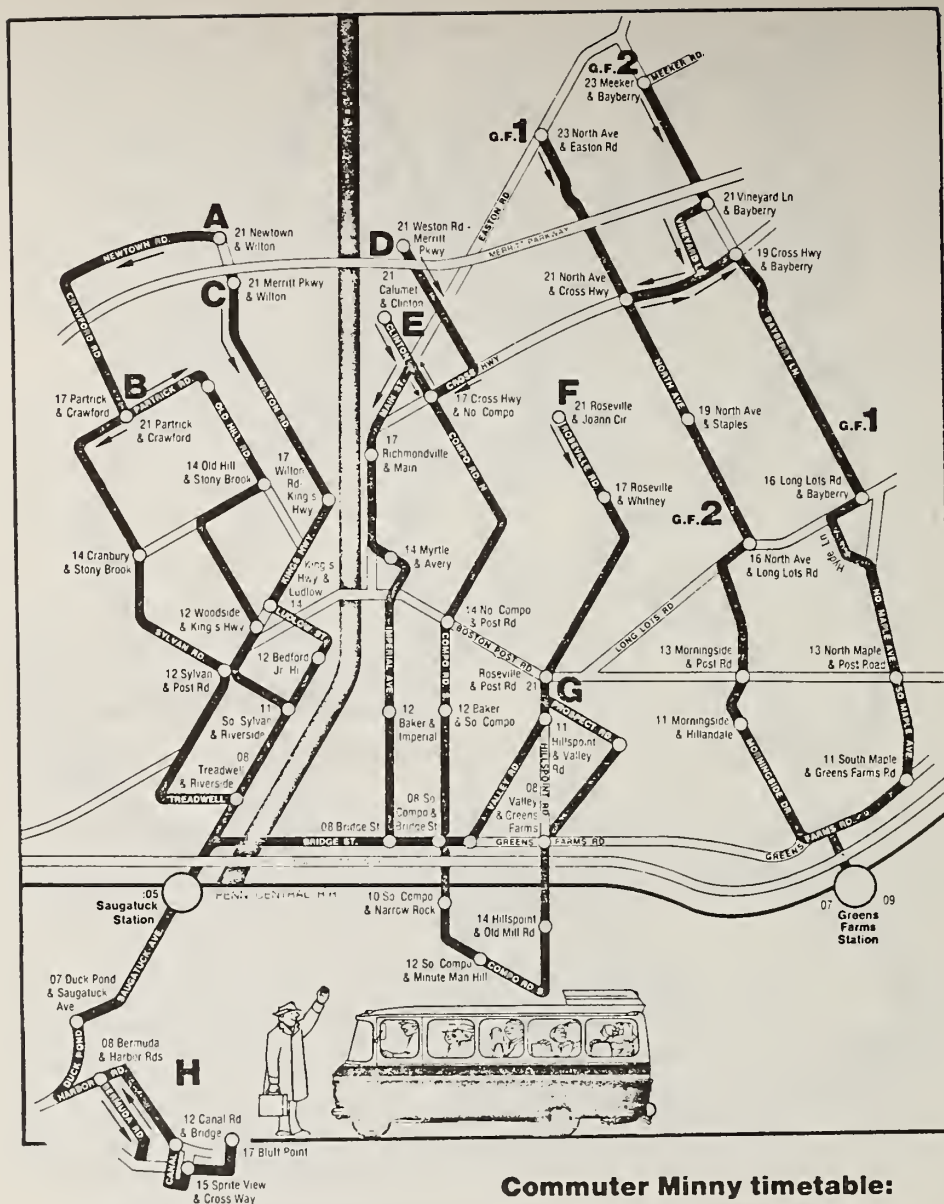 G.F. 2
MEEKER RD.
23 Meeker
& Bayberry
G.F. 1
23 North Ave
& Easton Rd
EASTON RD
A
21 Newtown
& Wilton
NEWTOWN RD.
D
21 Weston Rd -
Merritt
Pkwy
MERRITT PARKWAY
21 Vineyard Ln
& Bayberry
VINEYARD LN
19 Cross Hwy
& Bayberry
C
21 Merritt Pkwy
& Wilton
21
Calumet
& Clinton
E
CLINTON
21 North Ave
& Cross Hwy
CRAWFORD RD
BAYBERRY LN.
B
PARTRICK RD.
17 Partrick
& Crawford
21 Partrick
& Crawford
OLD HILL RD.
WILTON RD.
MAIN ST.
CROSS HWY
17 Cross Hwy
& No. Compo
F
21 Roseville
& Joann Cir
ROSEVILLE RD
NORTH AVE
19 North Ave
& Staples
G.F. 1
17
Richmondville
& Main
COMPO RD. N.
14 Old Hill
& Stony Brook
17
Wilton
Rd-
King's
Hwy
17 Roseville
& Whitney
16 Long Lots Rd
& Bayberry
G.F. 2
Hyde Ln
14 Cranbury
& Stony Brook
KINGS HWY.
14 Myrtle
& Avery
16 North Ave
& Long Lots Rd
King's
Hwy &
Ludlow
14
LUDLOW ST.
12 Woodside
& King's Hwy
14 No. Compo
& Post Rd
BOSTON POST RD
LONG LOTS RD
NO. MAPLE AVE.
SYLVAN RD.
12 Sylvan
& Post Rd
12 Bedford
Jr. Hi
IMPERIAL AVE
COMPO RD. S.
Roseville
& Post Rd
21
G
13 Morningside
& Post Rd
13 North Maple
& Post Road
11
So. Sylvan
& Riverside
12
Baker &
Imperial
12 Baker
& So. Compo
PROSPECT RD.
11
Hillspoint
& Valley
Rd
11 Morningside
& Hillandale
SO MAPLE AVE.
08
Treadwell
& Riverside
TREADWELL
VALLEY RD.
HILLSPOINT RD
08
Valley
& Greens
Farms
MORNINGSIDE DR
11 South Maple
& Greens Farms Rd
08 Bridge St
08 So.
Compo &
Bridge St
BRIDGE ST.
GREENS FARMS RD
GREENS FARMS RD.
:05
Saugatuck
Station
PENN CENTRAL R.R.
10 So. Compo
& Narrow Rock
07
Greens
Farms
Station
09
SAUGATUCK AVE.
14 Hillspoint
& Old Mill Rd
12 So. Compo
& Minute Man Hill
COMPO RD S.
07 Duck Pond
& Saugatuck
Ave
DUCK POND
08 Bermuda
& Harbor Rds
H
HARBOR RD.
BERMUDA RD
12 Canal Rd
& Bridge
CANAL
17 Bluff Point
15 Sprite View
& Cross Way
Commuter Minny timetable: